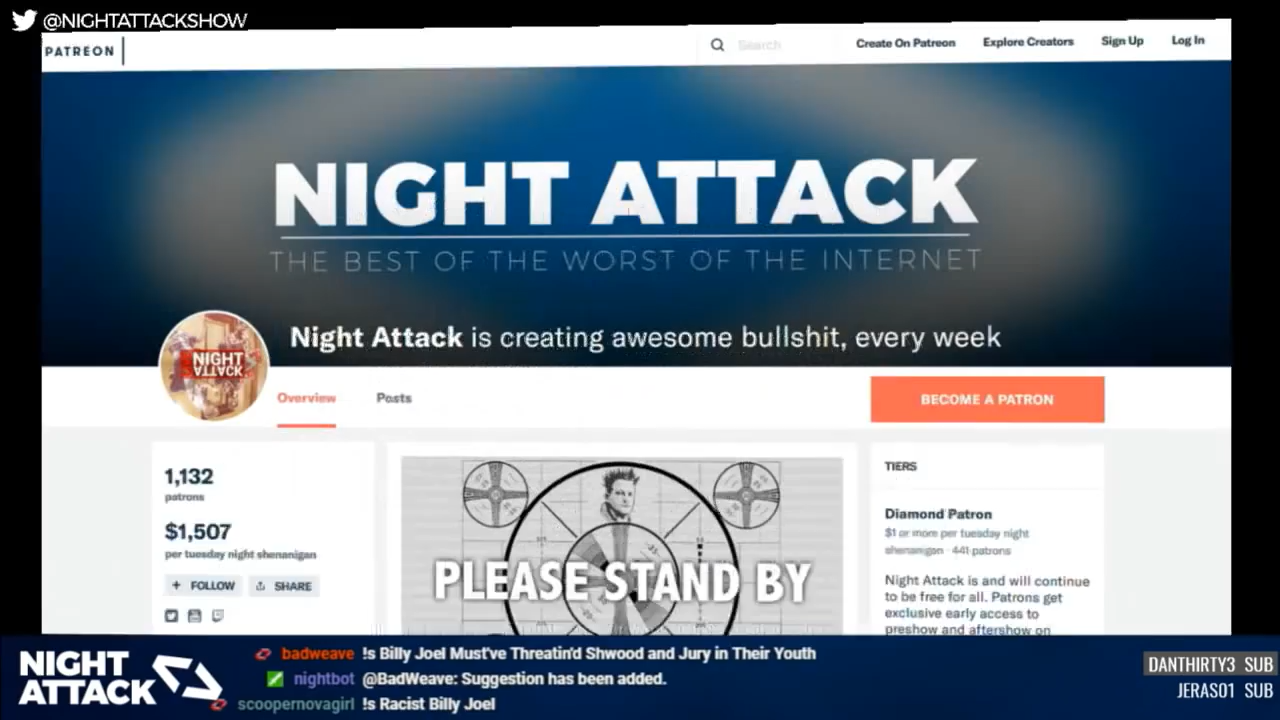 @NIGHTATTACKSHOW
PATREON
Search
Create On Patreon
Explore Creators
Sign Up
Log In
NIGHT ATTACK
THE BEST OF THE WORST OF THE INTERNET
NIGHT
ATTACK
Night Attack is creating awesome bullshit, every week
Overview
Posts
BECOME A PATRON
1,132
patrons
$1,507
per tuesday night shenanigan
+ FOLLOW
SHARE
PLEASE STAND BY
TIERS
Diamond Patron
$1 or more per tuesday night
shenanigan · 441 patrons
Night Attack is and will continue
to be free for all. Patrons get
exclusive early access to
preshow and aftershow on
NIGHT
ATTACK
badweave !s Billy Joel Must've Threatin'd Shwood and Jury in Their Youth
nightbot @BadWeave: Suggestion has been added.
scoopernovagirl !s Racist Billy Joel
DANTHIRTY3 SUB
JERAS01 SUB